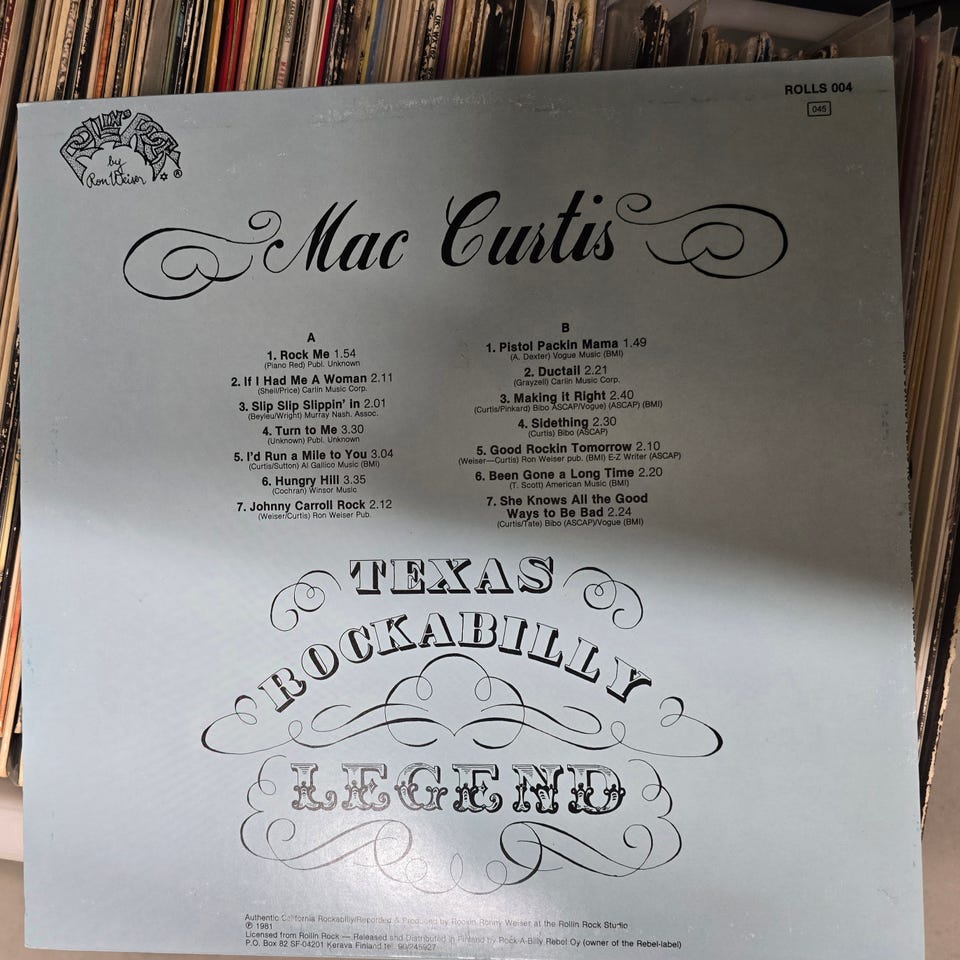 ROLLS 004
045
ROLLIN' ROCK
by
Ron Weiser ®
Mac Curtis
A
1. Rock Me 1.54
(Piano Red) Publ. Unknown
2. If I Had Me A Woman 2.11
(Shell/Price) Carlin Music Corp.
3. Slip Slip Slippin' in 2.01
(Beyleu/Wright) Murray Nash. Assoc.
4. Turn to Me 3.30
(Unknown) Publ. Unknown
5. I'd Run a Mile to You 3.04
(Curtis/Sutton) Al Gallico Music (BMI)
6. Hungry Hill 3.35
(Cochran) Winsor Music
7. Johnny Carroll Rock 2.12
(Weiser/Curtis) Ron Weiser Pub.
B
1. Pistol Packin Mama 1.49
(A. Dexter) Vogue Music (BMI)
2. Ductail 2.21
(Grayzell) Carlin Music Corp.
3. Making it Right 2.40
(Curtis/Pinkard) Bibo ASCAP/Vogue) (ASCAP) (BMI)
4. Sidething 2.30
(Curtis) Bibo (ASCAP)
5. Good Rockin Tomorrow 2.10
(Weiser—Curtis) Ron Weiser pub. (BMI) E-Z Writer (ASCAP)
6. Been Gone a Long Time 2.20
(T. Scott) American Music (BMI)
7. She Knows All the Good
Ways to Be Bad 2.24
(Curtis/Tate) Bibo (ASCAP)/Vogue (BMI)
TEXAS
ROCKABILLY
LEGEND
Authentic California Rockabilly/Recorded & Produced by Rockin Ronny Weiser at the Rollin Rock Studio
℗ 1981
Licensed from Rollin Rock — Released and Distributed in Finland by Rock-A-Billy Rebel Oy (owner of the Rebel-label)
P.O. Box 82 SF-04201 Kerava Finland tel. 90/245927